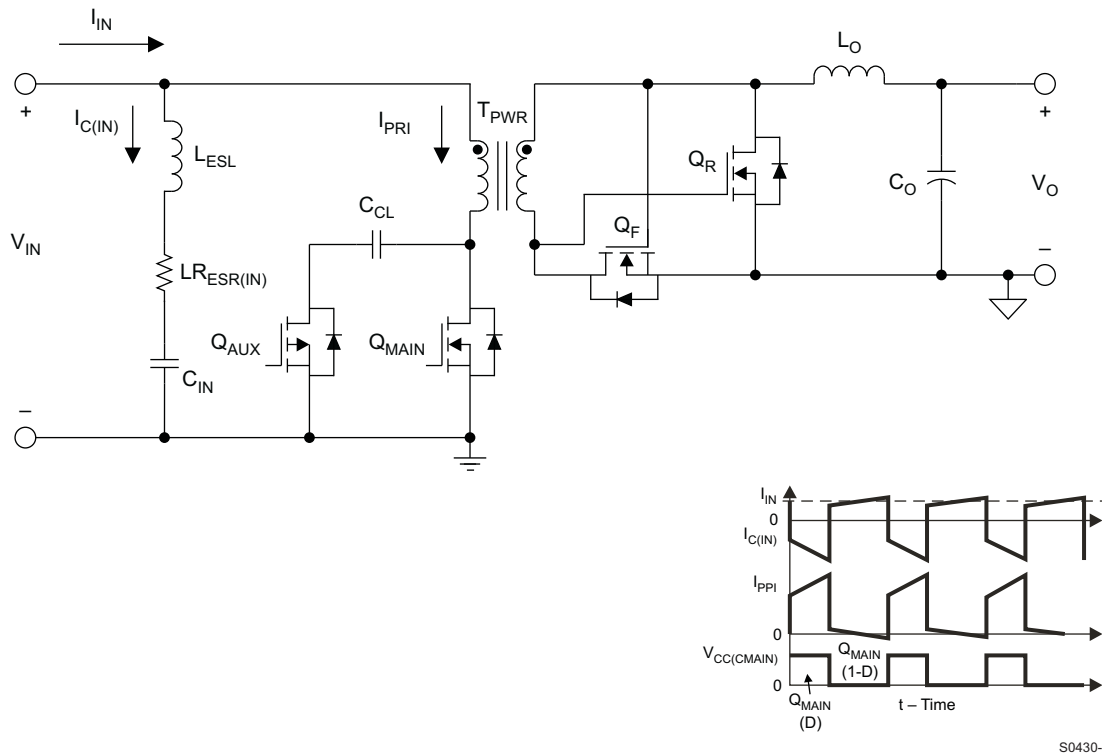 I_IN
L_O
+
I_C(IN)
L_ESL
I_PRI
T_PWR
+
Q_R
C_O
V_O
C_CL
Q_F
V_IN
LR_ESR(IN)
–
Q_AUX
Q_MAIN
C_IN
–
I_IN
0
I_C(IN)
I_PPI
0
V_CC(CMAIN)
Q_MAIN
(1-D)
0
Q_MAIN
(D)
t – Time
S0430-